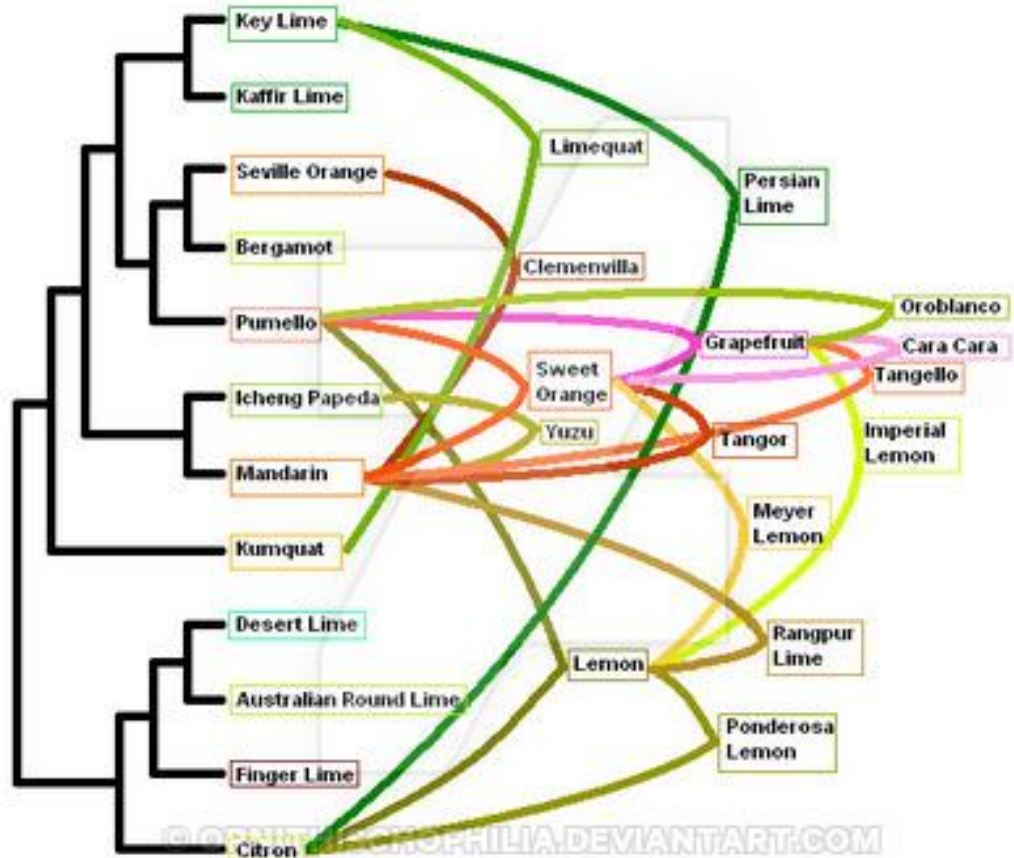 Key Lime
Kaffir Lime
Limequat
Seville Orange
Persian
Lime
Bergamot
Clemenvilla
Oroblanco
Pumello
Grapefruit
Cara Cara
Sweet
Orange
Tangello
Icheng Papeda
Yuzu
Tangor
Imperial
Lemon
Mandarin
Meyer
Lemon
Kumquat
Desert Lime
Rangpur
Lime
Lemon
Australian Round Lime
Ponderosa
Lemon
Finger Lime
Citron